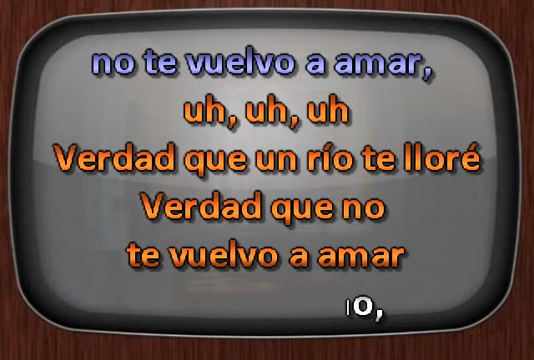 no te vuelvo a amar,
uh, uh, uh
Verdad que un río te lloré
Verdad que no
te vuelvo a amar
o,